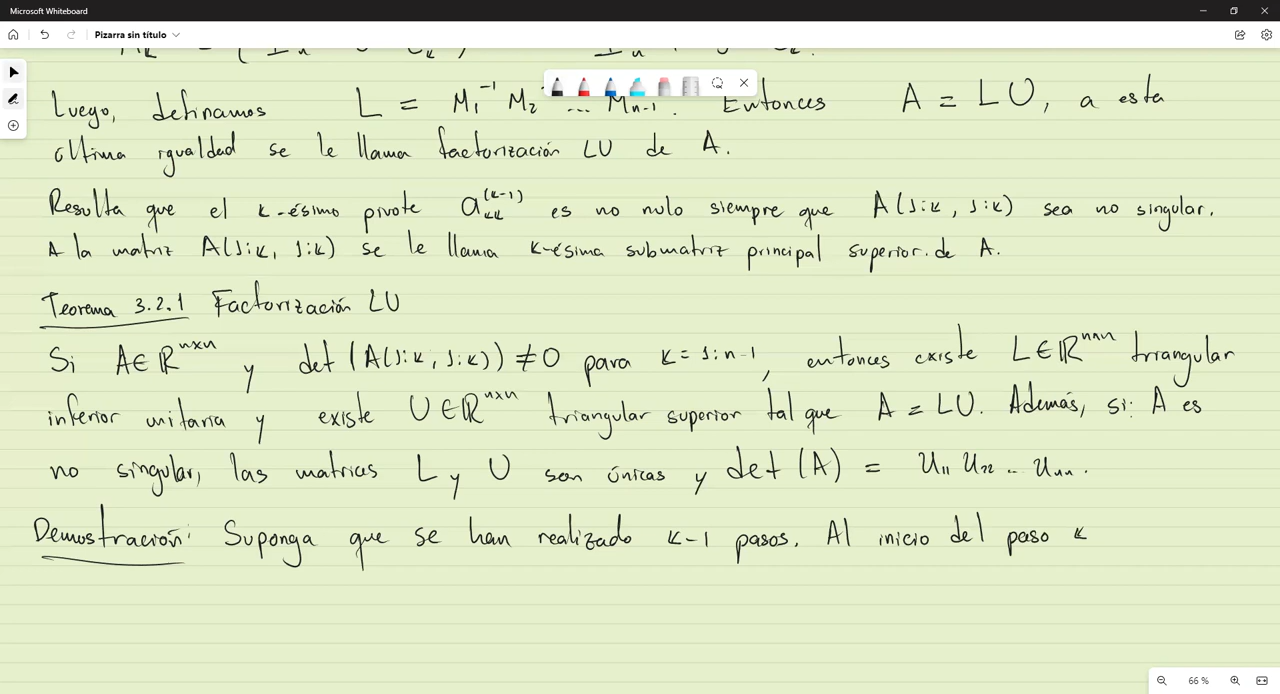 Microsoft Whiteboard
Pizarra sin título
Luego, definamos L = M₁⁻¹ M₂⁻¹ ... Mₙ₋₁⁻¹. Entonces A = LU, a esta
última igualdad se le llama factorización LU de A.
Resulta que el k-ésimo pivote a_{kk}^{(k-1)} es no nulo siempre que A(1:k, 1:k) sea no singular.
A la matriz A(1:k, 1:k) se le llama k-ésima submatriz principal superior de A.
Teorema 3.2.1 Factorización LU
Si A∈ℝⁿˣⁿ y det(A(1:k, 1:k)) ≠ 0 para k=1:n-1, entonces existe L∈ℝⁿˣⁿ triangular
inferior unitaria y existe U∈ℝⁿˣⁿ triangular superior tal que A = LU. Además, si A es
no singular, las matrices L y U son únicas y det(A) = u₁₁ u₂₂ .. uₙₙ.
Demostración: Suponga que se han realizado k-1 pasos. Al inicio del paso k
66 %